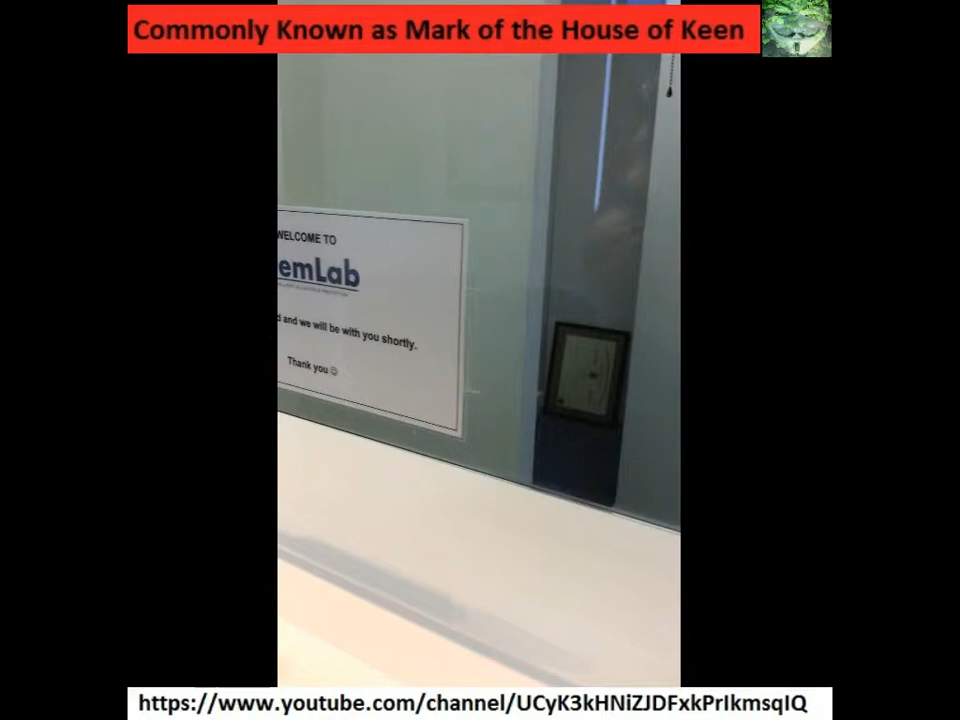 Commonly Known as Mark of the House of Keen
WELCOME TO
emLab
and we will be with you shortly.
Thank you ☺
https://www.youtube.com/channel/UCyK3kHNiZJDFxkPrIkmsqIQ